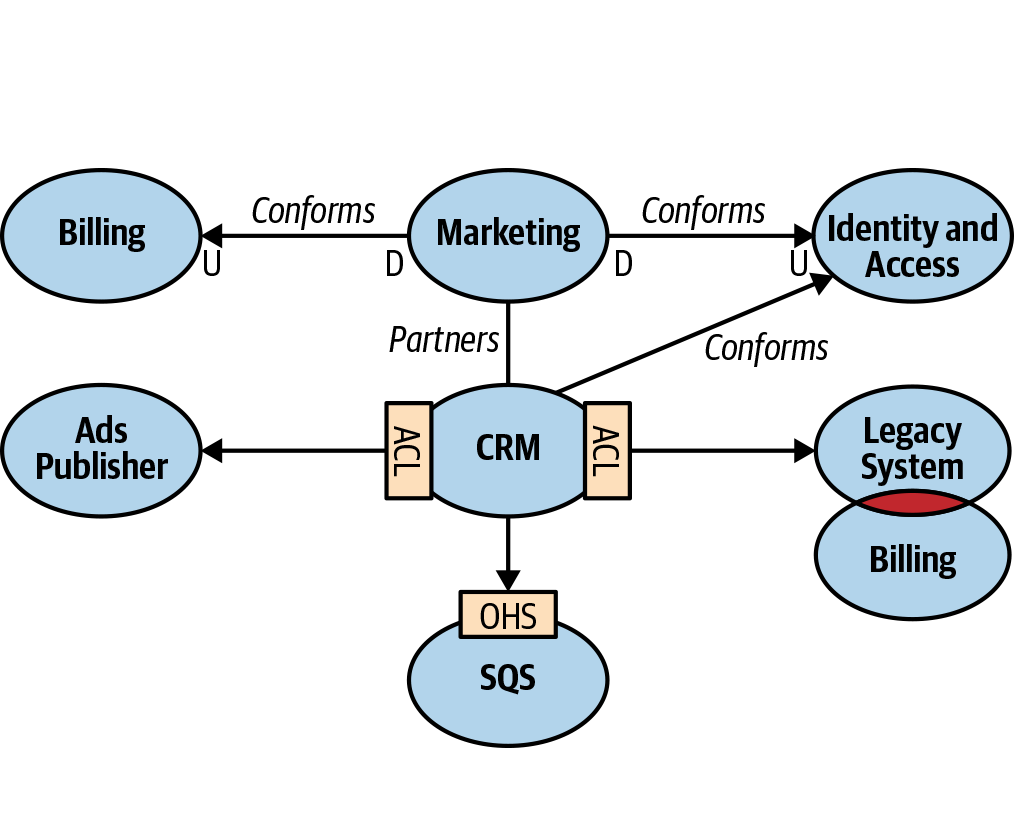 Billing
Conforms
Marketing
Conforms
Identity and
Access
U
D
D
U
Partners
Conforms
Ads
Publisher
ACL
CRM
ACL
Legacy
System
Billing
OHS
SQS